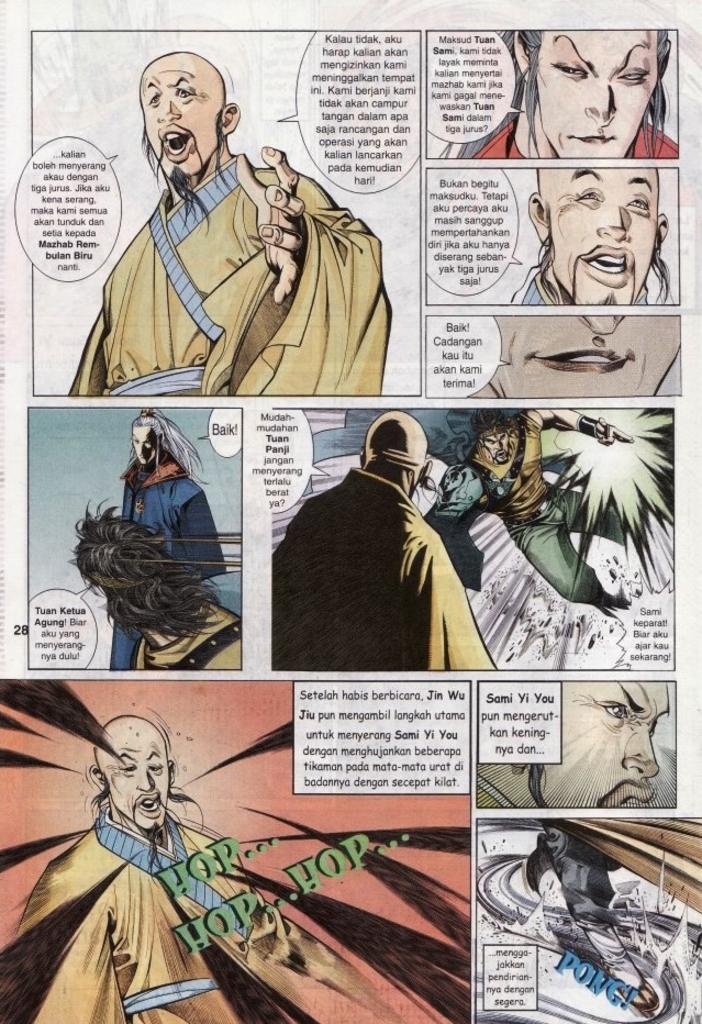 ...kalian
boleh menyerang
akau dengan
tiga jurus. Jika aku
kena serang,
maka kami semua
akan tunduk dan
setia kepada
Mazhab Rem-
bulan Biru
nanti.
Kalau tidak, aku
harap kalian akan
mengizinkan kami
meninggalkan tempat
ini. Kami berjanji kami
tidak akan campur
tangan dalam apa
saja rancangan dan
operasi yang akan
kalian lancarkan
pada kemudian
hari!
Maksud Tuan
Sami, kami tidak
layak meminta
kalian menyertai
mazhab kami jika
kami gagal mene-
waskan Tuan
Sami dalam
tiga jurus?
Bukan begitu
maksudku. Tetapi
aku percaya aku
masih sanggup
mempertahankan
diri jika aku hanya
diserang seban-
yak tiga jurus
saja!
Baik!
Cadangan
kau itu
akan kami
terima!
Baik!
Tuan Ketua
Agung! Biar
aku yang
menyerang-
nya dulu!
Mudah-
mudahan
Tuan
Panji
jangan
menyerang
terlalu
berat
ya?
Sami
keparat!
Biar aku
ajar kau
sekarang!
28
Setelah habis berbicara, Jin Wu
Jiu pun mengambil langkah utama
untuk menyerang Sami Yi You
dengan menghujankan beberapa
tikaman pada mata-mata urat di
badannya dengan secepat kilat.
HOP...
HOP...HOP...
Sami Yi You
pun mengerut-
kan kening-
nya dan...
...mengga-
jakkan
pendirian-
nya dengan
segera.
PONG!